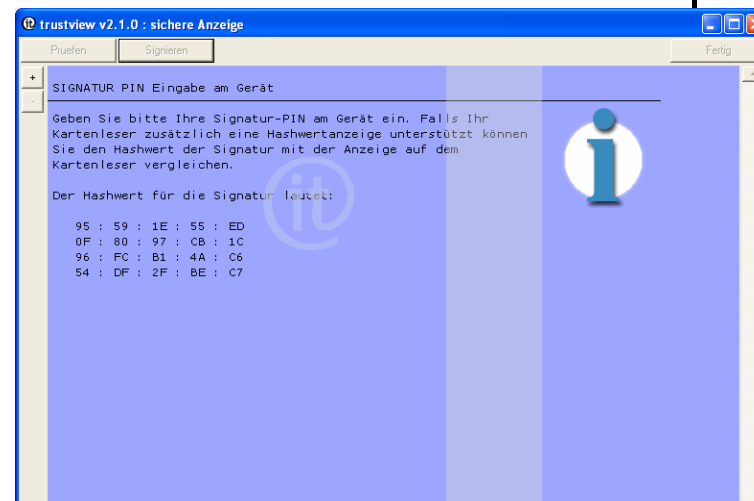 trustview v2.1.0 : sichere Anzeige
Pruefen Signieren Fertig
+
-
SIGNATUR PIN Eingabe am Gerät
Geben Sie bitte Ihre Signatur-PIN am Gerät ein. Falls Ihr
Kartenleser zusätzlich eine Hashwertanzeige unterstützt können
Sie den Hashwert der Signatur mit der Anzeige auf dem
Kartenleser vergleichen.
Der Hashwert für die Signatur lautet:
95 : 59 : 1E : 55 : ED
0F : 80 : 97 : CB : 1C
96 : FC : B1 : 4A : C6
54 : DF : 2F : BE : C7
it
i